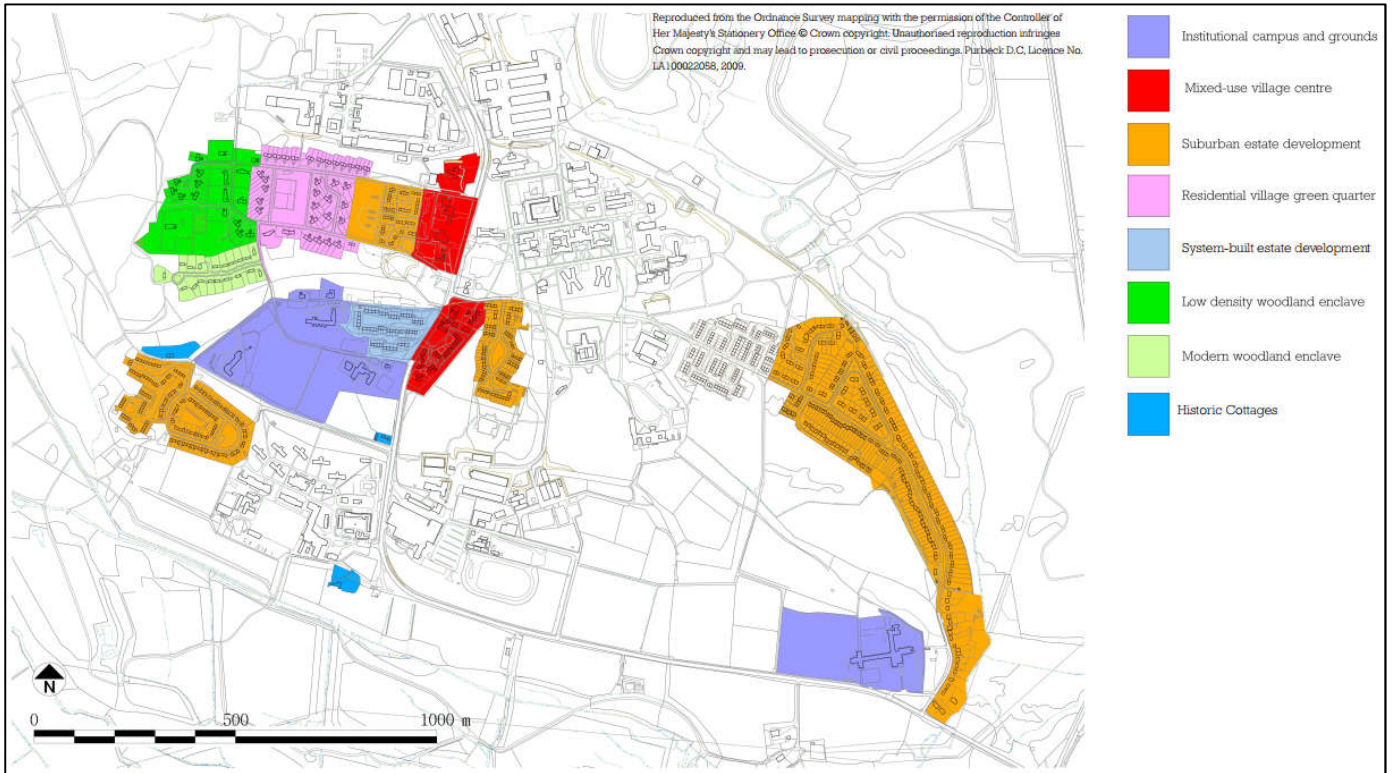 Reproduced from the Ordnance Survey mapping with the permission of the Controller of
Her Majesty's Stationery Office © Crown copyright. Unauthorised reproduction infringes
Crown copyright and may lead to prosecution or civil proceedings. Purbeck D.C, Licence No.
LA100022058, 2009.
Institutional campus and grounds
Mixed-use village centre
Suburban estate development
Residential village green quarter
System-built estate development
Low density woodland enclave
Modern woodland enclave
Historic Cottages
N
0 500 1000 m